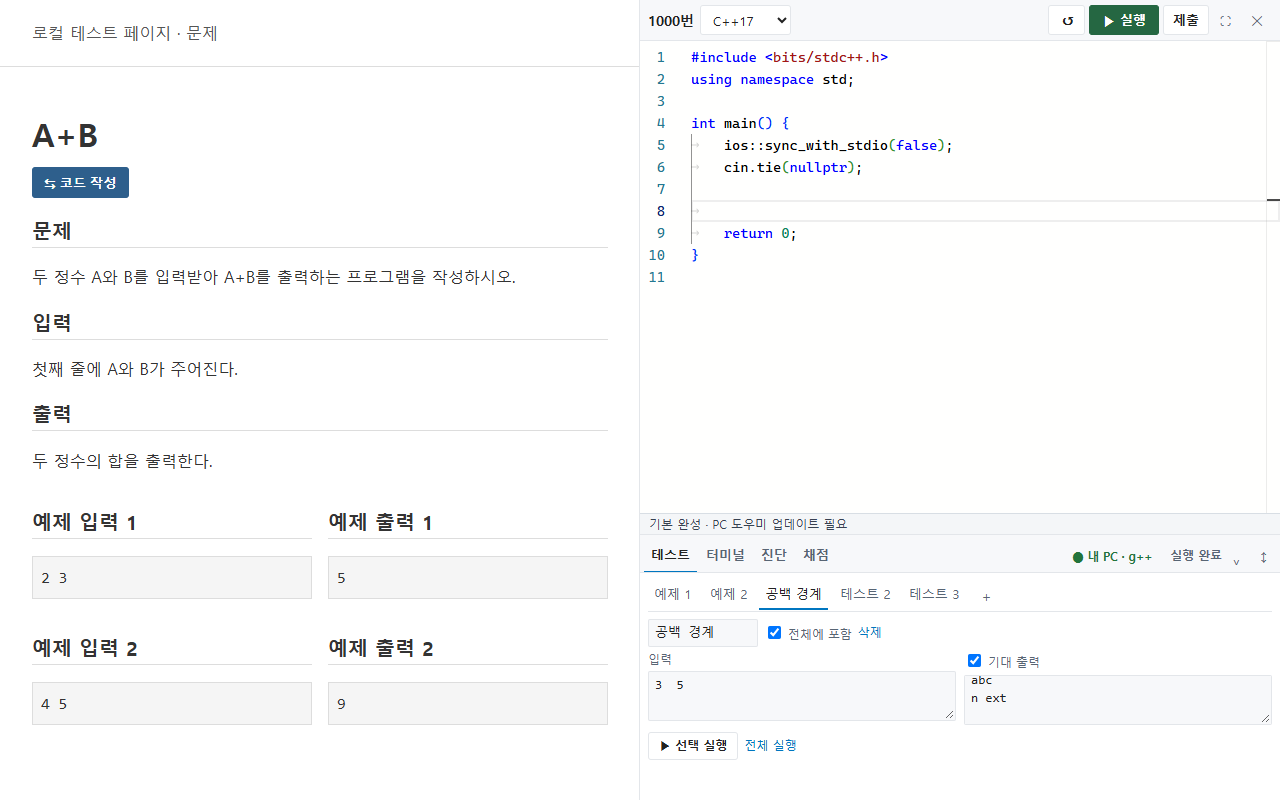 로컬 테스트 페이지 · 문제
A+B
⇆ 코드 작성
문제
두 정수 A와 B를 입력받아 A+B를 출력하는 프로그램을 작성하시오.
입력
첫째 줄에 A와 B가 주어진다.
출력
두 정수의 합을 출력한다.
예제 입력 1
예제 출력 1
2 3
5
예제 입력 2
예제 출력 2
4 5
9
1000번 C++17 ↺ ▶ 실행 제출
1 #include <bits/stdc++.h>
2 using namespace std;
3
4 int main() {
5 ios::sync_with_stdio(false);
6 cin.tie(nullptr);
7
8
9 return 0;
10 }
11
기본 완성 · PC 도우미 업데이트 필요
테스트 터미널 진단 채점 ● 내 PC · g++ 실행 완료
예제 1 예제 2 공백 경계 테스트 2 테스트 3 +
공백 경계 전체에 포함 삭제
입력
기대 출력
3  5
abc
n ext
▶ 선택 실행 전체 실행